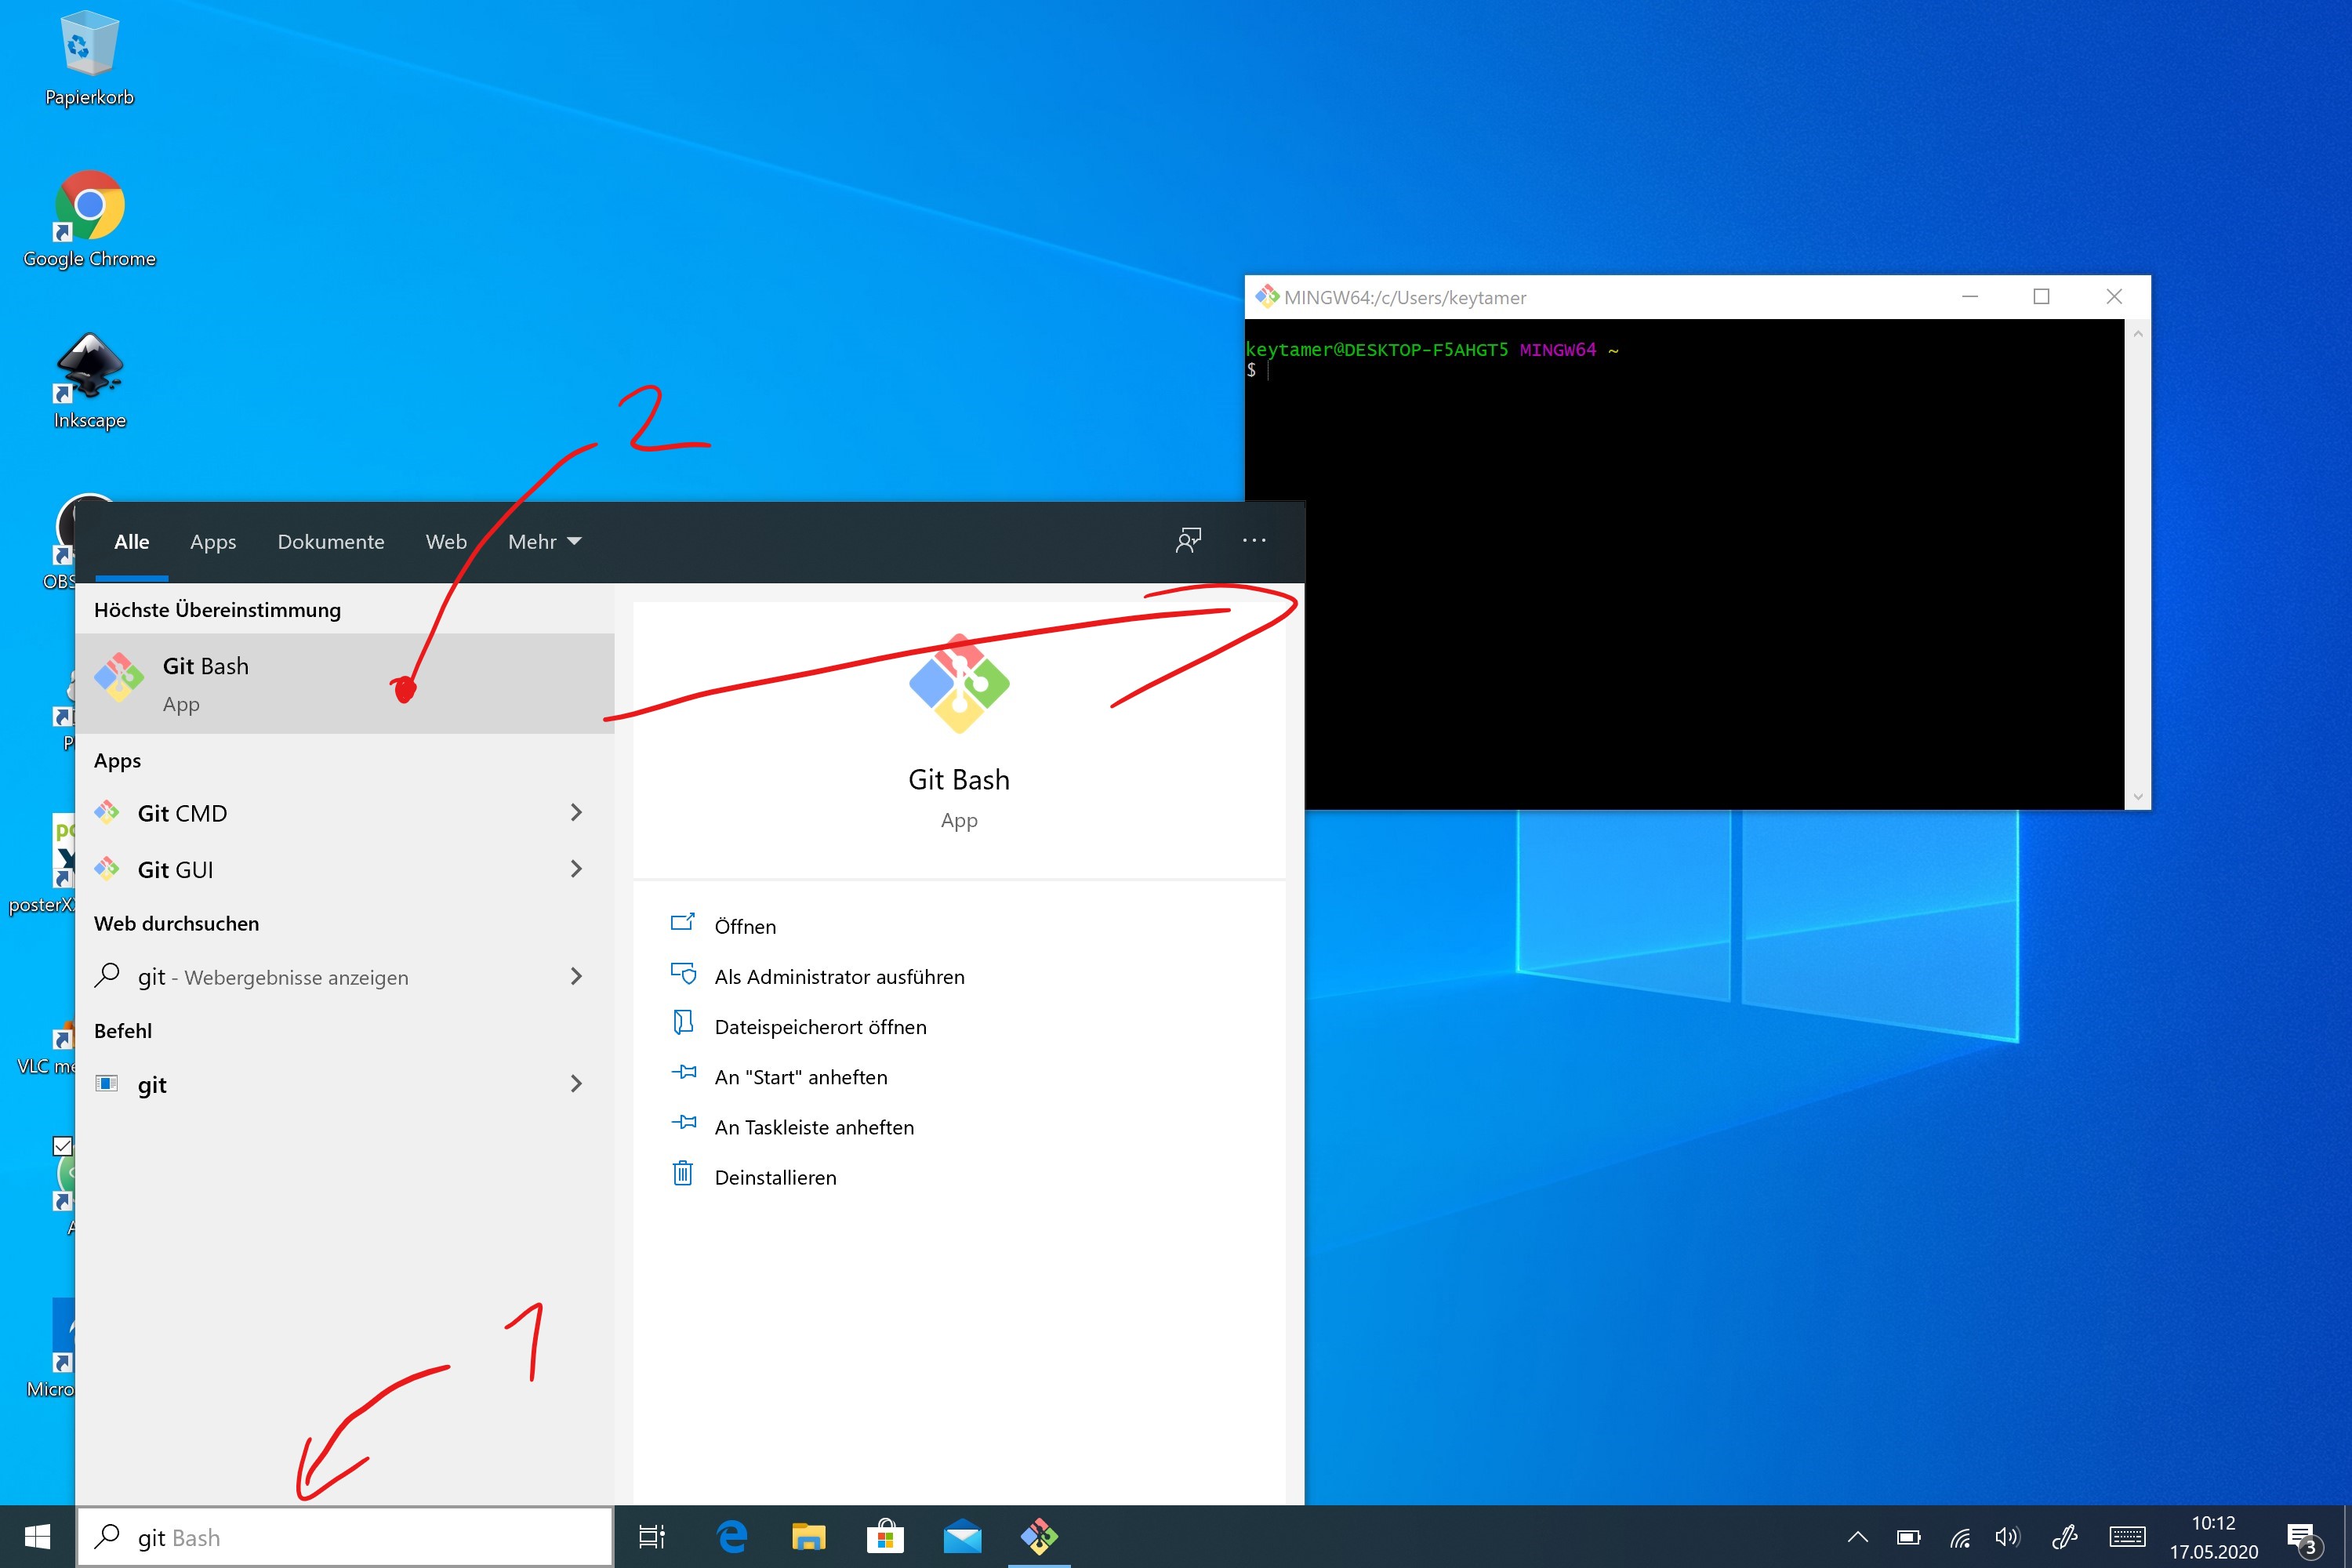 Papierkorb
Google Chrome
Inkscape
OBS
posterX
VLC me
Micro
MINGW64:/c/Users/keytamer
keytamer@DESKTOP-F5AHGT5 MINGW64 ~
$
2
Alle Apps Dokumente Web Mehr
Höchste Übereinstimmung
Git Bash
App
Apps
Git CMD
Git GUI
Web durchsuchen
git - Webergebnisse anzeigen
Befehl
git
Git Bash
App
Öffnen
Als Administrator ausführen
Dateispeicherort öffnen
An "Start" anheften
An Taskleiste anheften
Deinstallieren
1
git Bash
10:12
17.05.2020
3